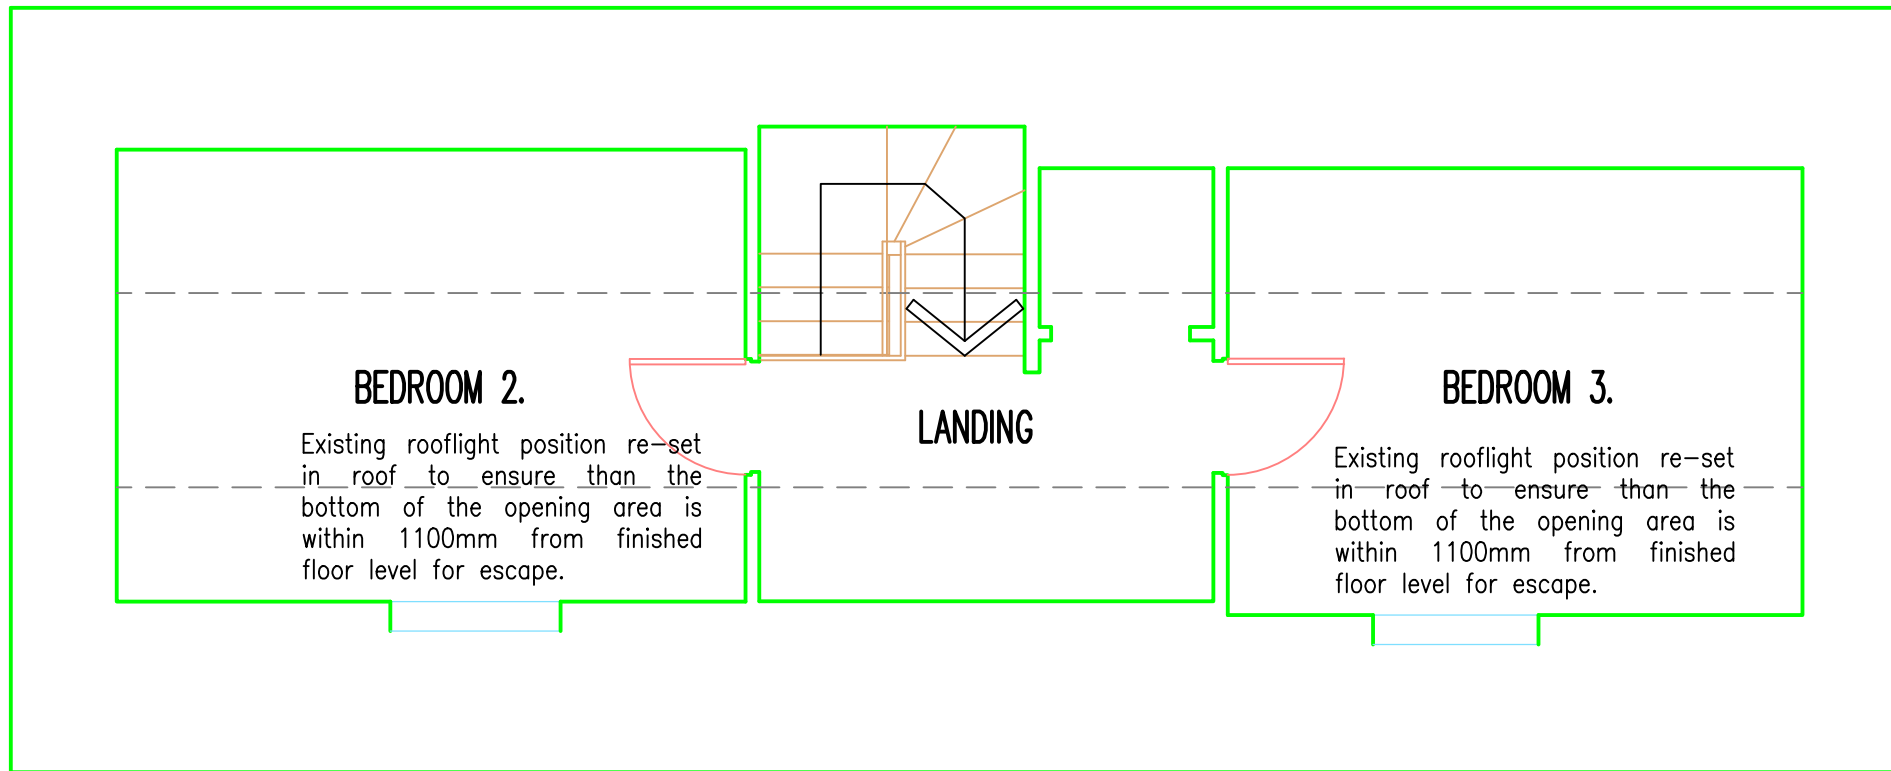 BEDROOM 2.
Existing rooflight position re-set
in roof to ensure than the
bottom of the opening area is
within 1100mm from finished
floor level for escape.
LANDING
BEDROOM 3.
Existing rooflight position re-set
in roof to ensure than the
bottom of the opening area is
within 1100mm from finished
floor level for escape.